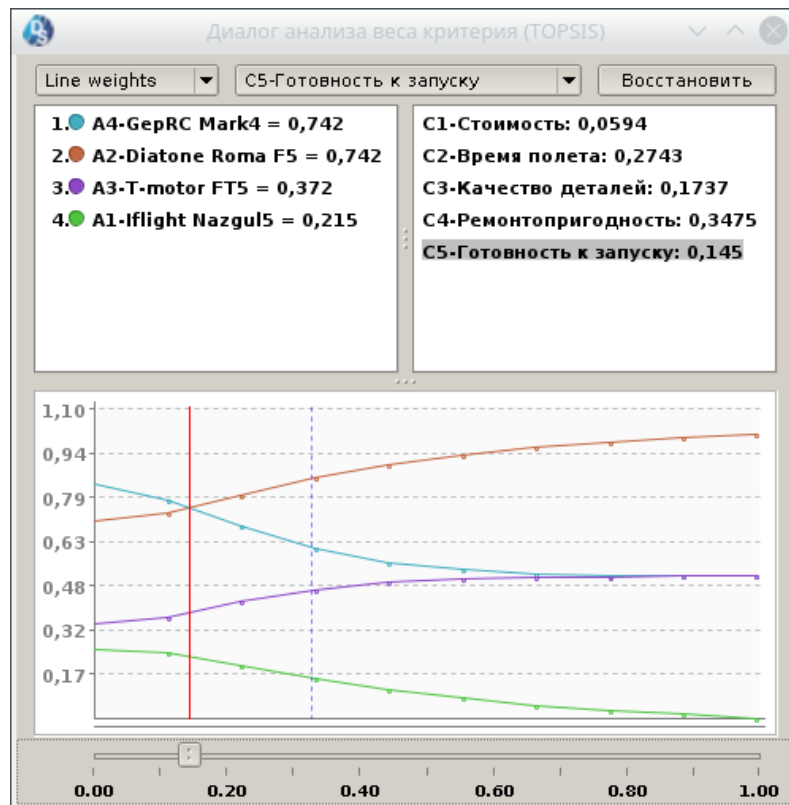 Диалог анализа веса критерия (TOPSIS)
Line weights
C5-Готовность к запуску
Восстановить
1. A4-GepRC Mark4 = 0,742
2. A2-Diatone Roma F5 = 0,742
3. A3-T-motor FT5 = 0,372
4. A1-Iflight Nazgul5 = 0,215
C1-Стоимость: 0,0594
C2-Время полета: 0,2743
C3-Качество деталей: 0,1737
C4-Ремонтопригодность: 0,3475
C5-Готовность к запуску: 0,145
1,10
0,94
0,79
0,63
0,48
0,32
0,17
0.00 0.20 0.40 0.60 0.80 1.00